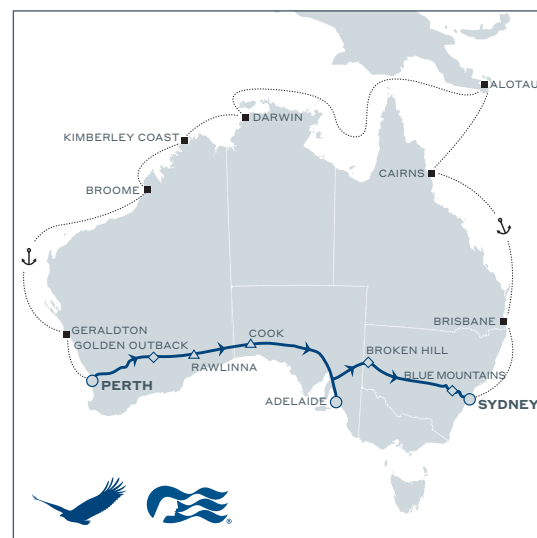 ALOTAU
DARWIN
KIMBERLEY COAST
CAIRNS
BROOME
BRISBANE
GERALDTON
GOLDEN OUTBACK
COOK
BROKEN HILL
RAWLINNA
BLUE MOUNTAINS
PERTH
ADELAIDE
SYDNEY
®